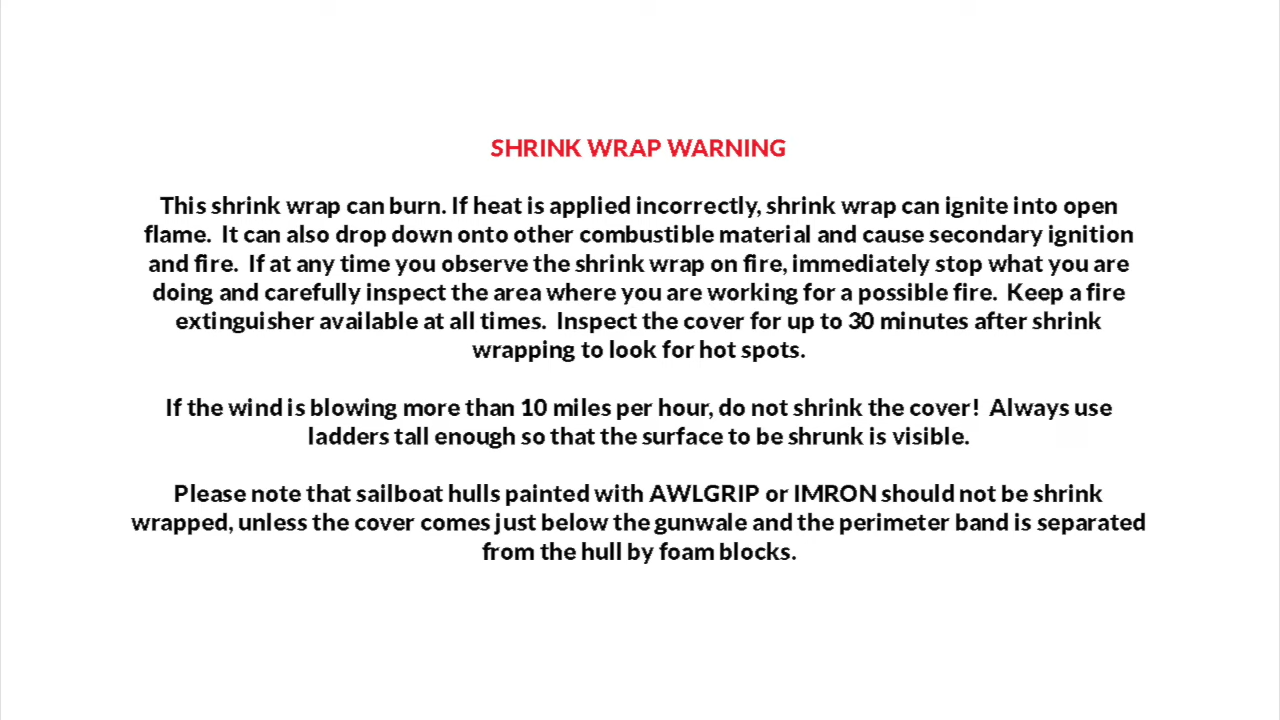 SHRINK WRAP WARNING
This shrink wrap can burn. If heat is applied incorrectly, shrink wrap can ignite into open
flame.  It can also drop down onto other combustible material and cause secondary ignition
and fire.  If at any time you observe the shrink wrap on fire, immediately stop what you are
doing and carefully inspect the area where you are working for a possible fire.  Keep a fire
extinguisher available at all times.  Inspect the cover for up to 30 minutes after shrink
wrapping to look for hot spots.
If the wind is blowing more than 10 miles per hour, do not shrink the cover!  Always use
ladders tall enough so that the surface to be shrunk is visible.
Please note that sailboat hulls painted with AWLGRIP or IMRON should not be shrink
wrapped, unless the cover comes just below the gunwale and the perimeter band is separated
from the hull by foam blocks.